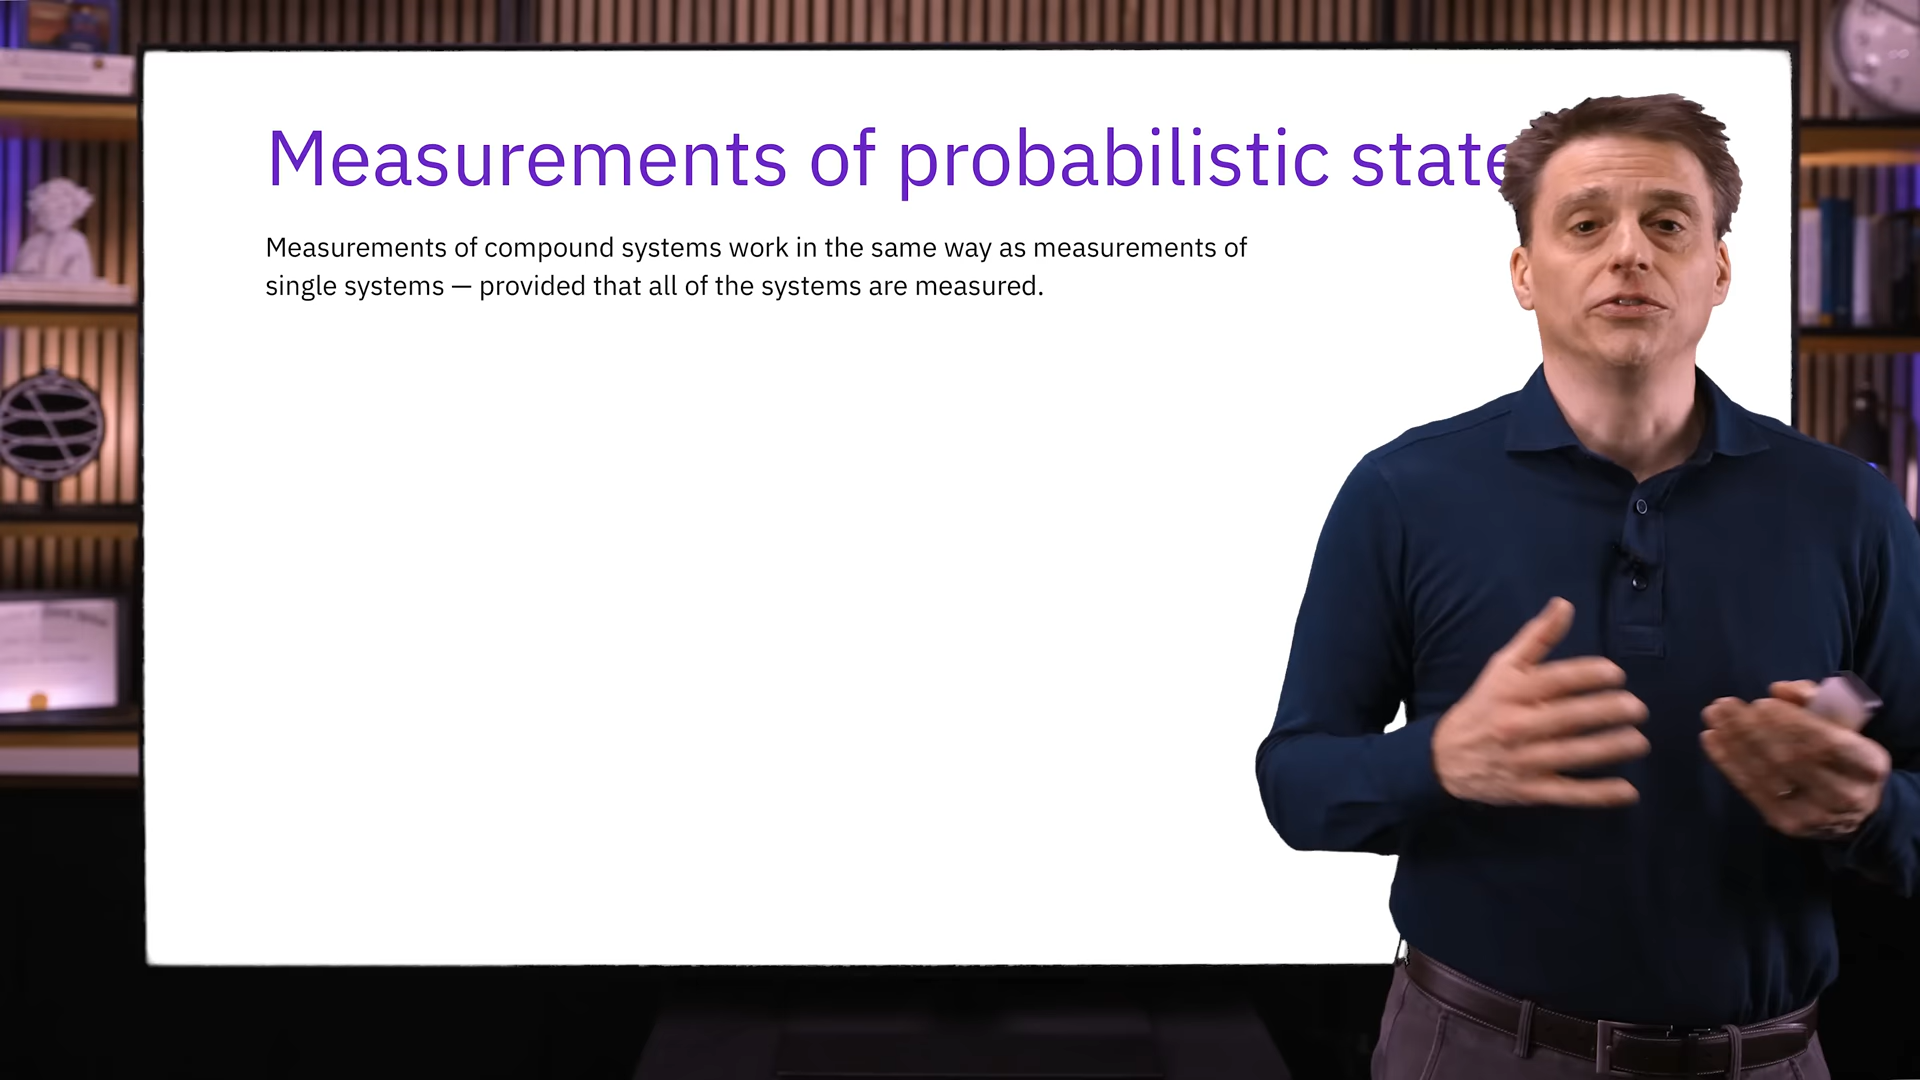 Measurements of probabilistic state
Measurements of compound systems work in the same way as measurements of
single systems — provided that all of the systems are measured.